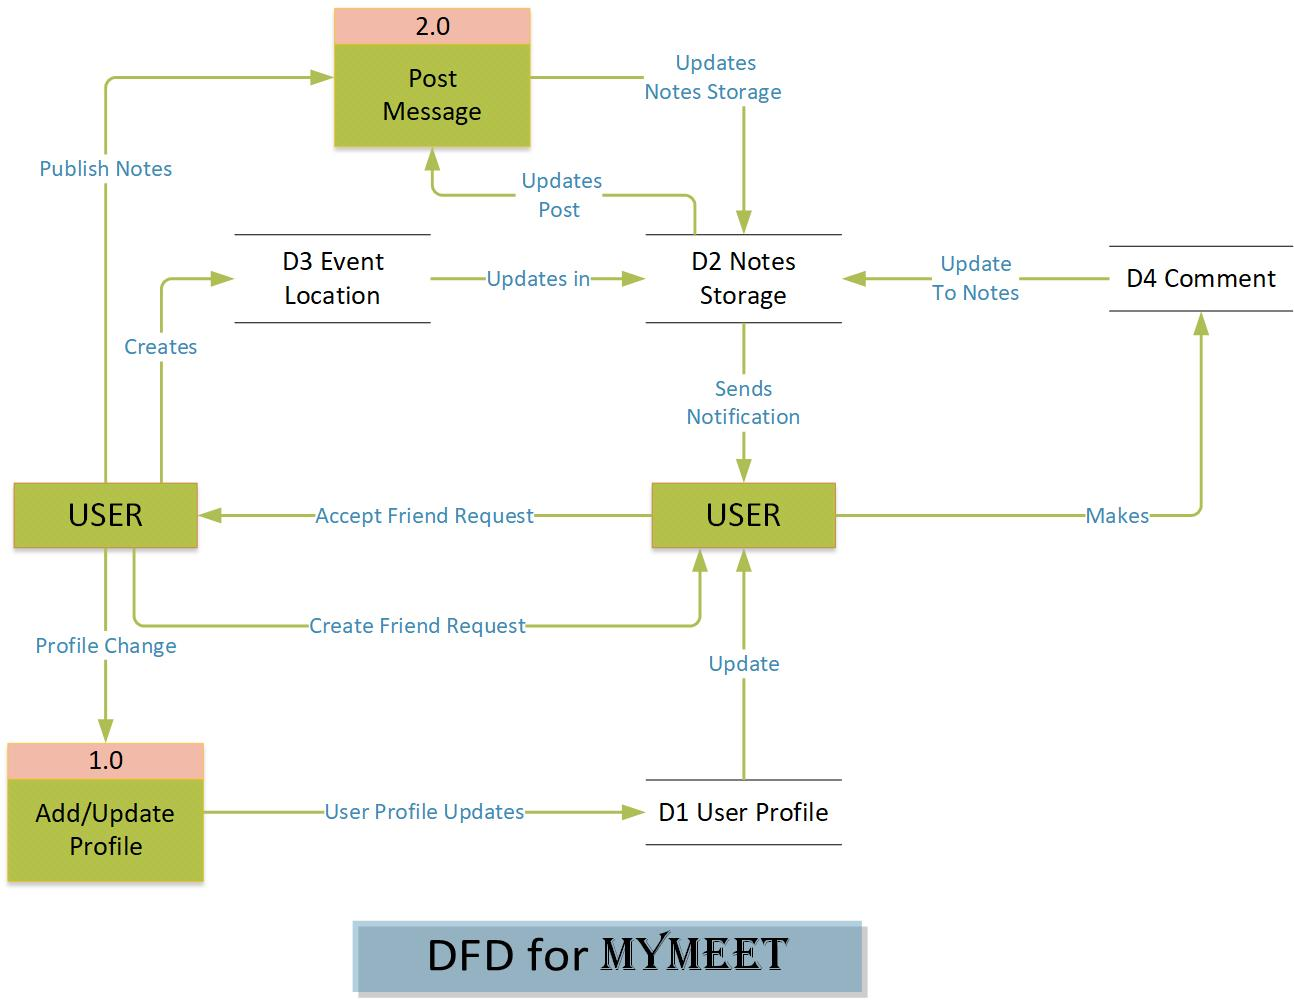 2.0
Post
Message
Updates
Notes Storage
Publish Notes
Updates
Post
D3 Event
Location
Updates in
D2 Notes
Storage
Update
To Notes
D4 Comment
Creates
Sends
Notification
USER
Accept Friend Request
USER
Makes
Create Friend Request
Profile Change
Update
1.0
Add/Update
Profile
User Profile Updates
D1 User Profile
DFD for MYMEET